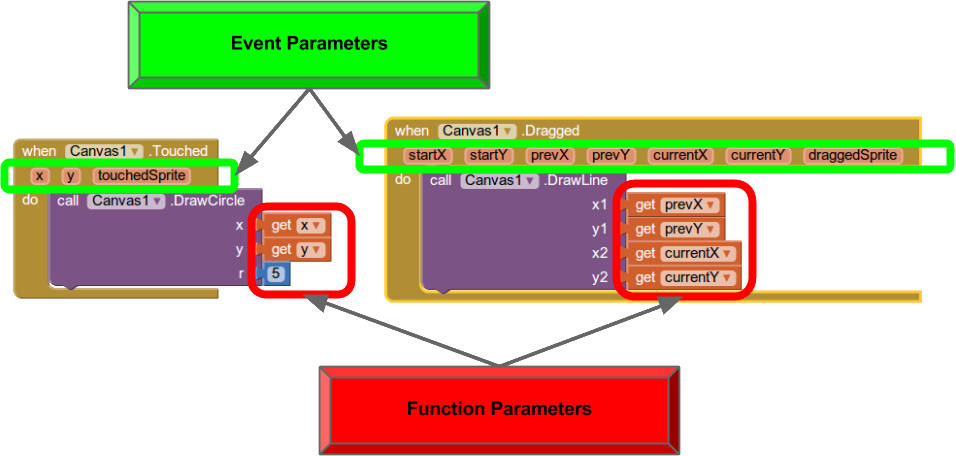 Event Parameters
when Canvas1 .Touched
x y touchedSprite
do call Canvas1 .DrawCircle
x get x
y get y
r 5
when Canvas1 .Dragged
startX startY prevX prevY currentX currentY draggedSprite
do call Canvas1 .DrawLine
x1 get prevX
y1 get prevY
x2 get currentX
y2 get currentY
Function Parameters